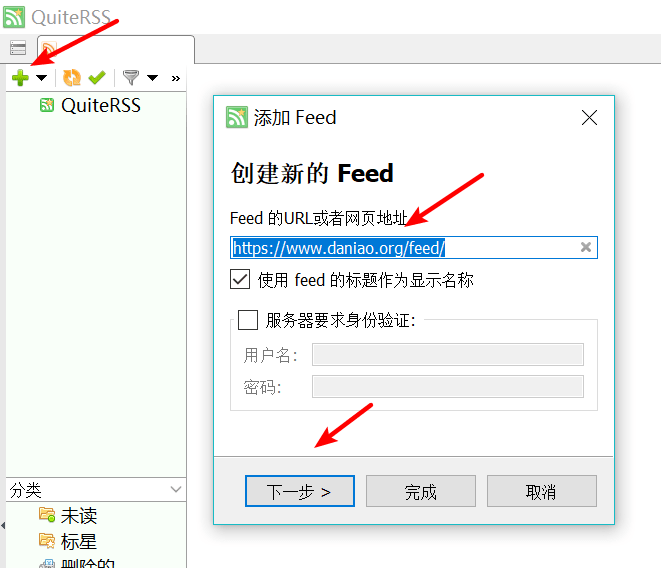 QuiteRSS
»
QuiteRSS
添加 Feed
创建新的 Feed
Feed 的URL或者网页地址
https://www.daniao.org/feed/
使用 feed 的标题作为显示名称
服务器要求身份验证:
用户名:
密码:
下一步 >
完成
取消
分类
未读
标星
删除的